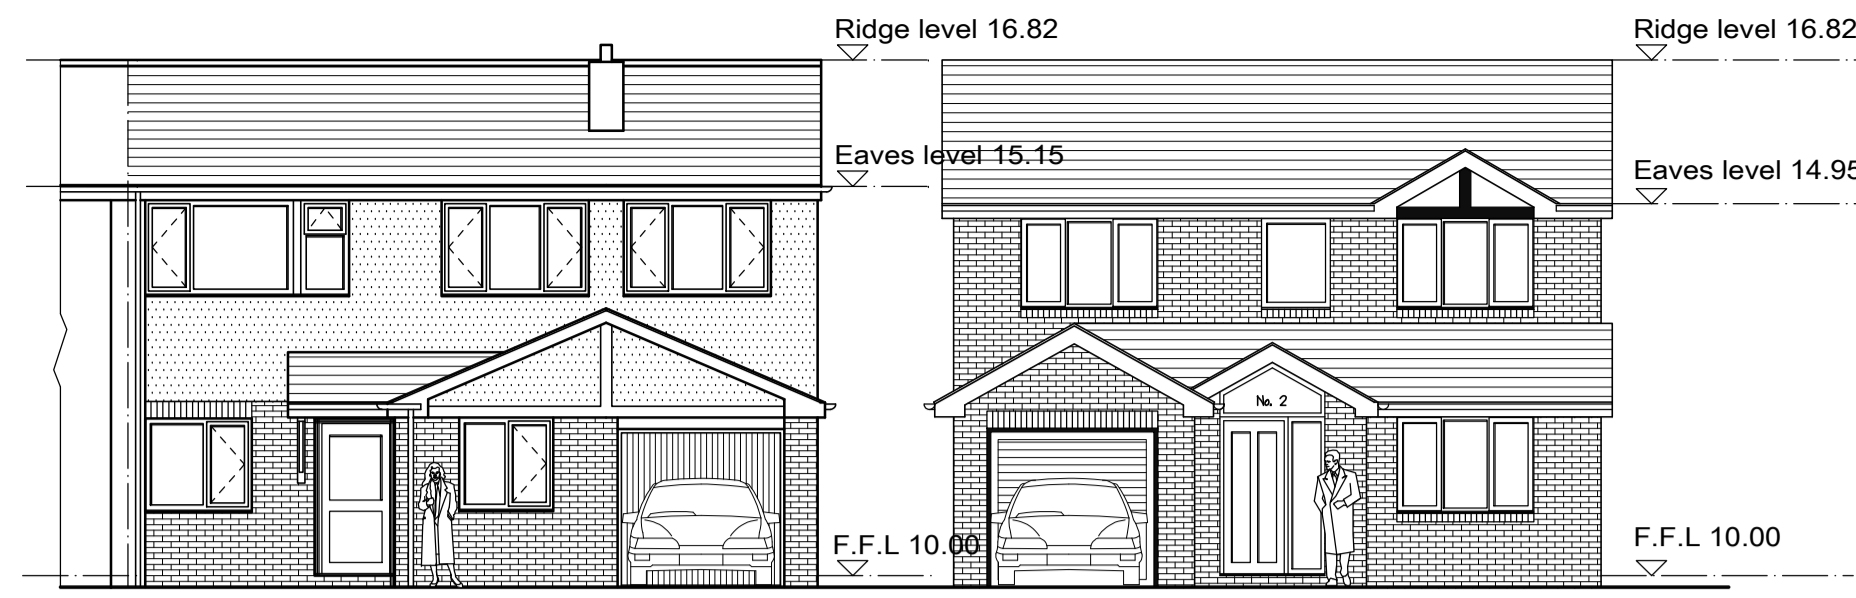 Ridge level 16.82
Ridge level 16.82
Eaves level 15.15
Eaves level 14.95
No. 2
F.F.L 10.00
F.F.L 10.00